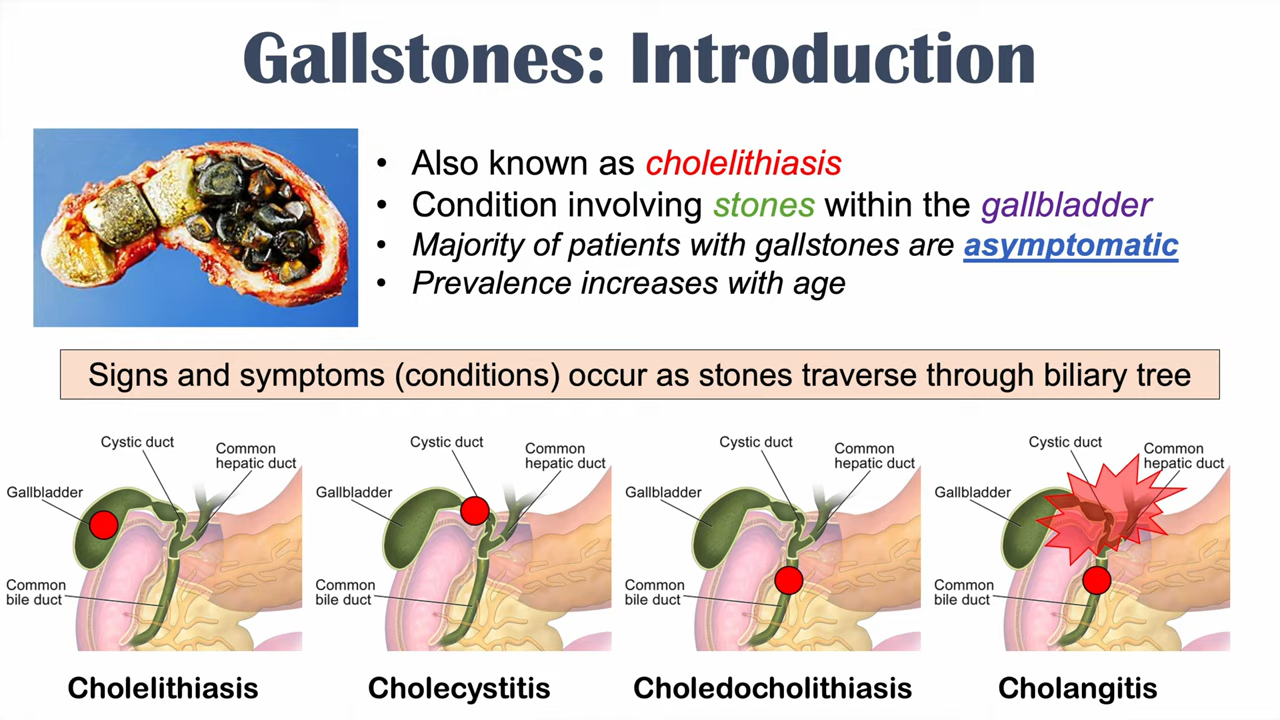 Gallstones: Introduction
• Also known as cholelithiasis
• Condition involving stones within the gallbladder
• Majority of patients with gallstones are asymptomatic
• Prevalence increases with age
Signs and symptoms (conditions) occur as stones traverse through biliary tree
Cystic duct
Common
hepatic duct
Gallbladder
Common
bile duct
Cholelithiasis
Cystic duct
Common
hepatic duct
Gallbladder
Common
bile duct
Cholecystitis
Cystic duct
Common
hepatic duct
Gallbladder
Common
bile duct
Choledocholithiasis
Cystic duct
Common
hepatic duct
Gallbladder
Common
bile duct
Cholangitis